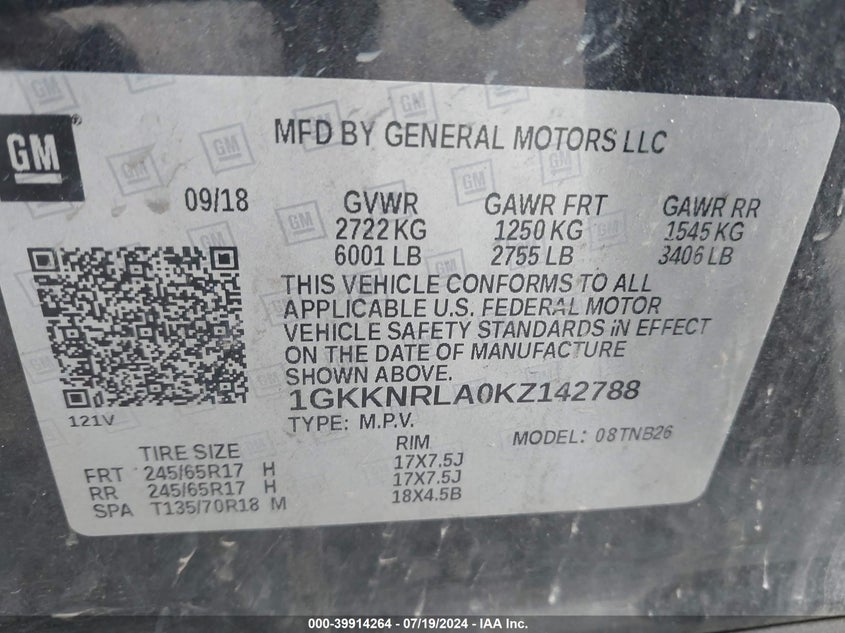 GM
MFD BY GENERAL MOTORS LLC
09/18
GVWR GAWR FRT GAWR RR
2722 KG 1250 KG 1545 KG
6001 LB 2755 LB 3406 LB
THIS VEHICLE CONFORMS TO ALL
APPLICABLE U.S. FEDERAL MOTOR
VEHICLE SAFETY STANDARDS IN EFFECT
ON THE DATE OF MANUFACTURE
SHOWN ABOVE.
1GKKNRLA0KZ142788
121V
TYPE: M.P.V.
MODEL: 08TNB26
TIRE SIZE RIM
FRT 245/65R17 H 17X7.5J
RR 245/65R17 H 17X7.5J
SPA T135/70R18 M 18X4.5B
000-39914264 - 07/19/2024 - IAA Inc.